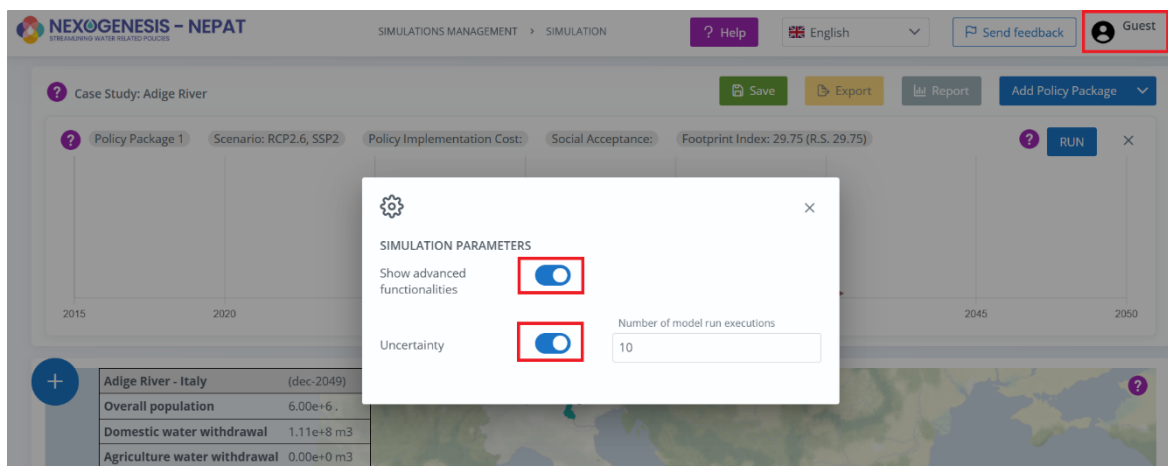 NEXOGENESIS – NEPAT
STREAMLINING WATER RELATED POLICIES
SIMULATIONS MANAGEMENT > SIMULATION
? Help
English
Send feedback
Guest
? Case Study: Adige River
Save
Export
Report
Add Policy Package
? Policy Package 1
Scenario: RCP2.6, SSP2
Policy Implementation Cost:
Social Acceptance:
Footprint Index: 29.75 (R.S. 29.75)
?
RUN
×
×
SIMULATION PARAMETERS
Show advanced
functionalities
Uncertainty
Number of model run executions
10
2015
2020
2045
2050
+
Adige River - Italy (dec-2049)
Overall population 6.00e+6 .
Domestic water withdrawal 1.11e+8 m3
Agriculture water withdrawal 0.00e+0 m3
?